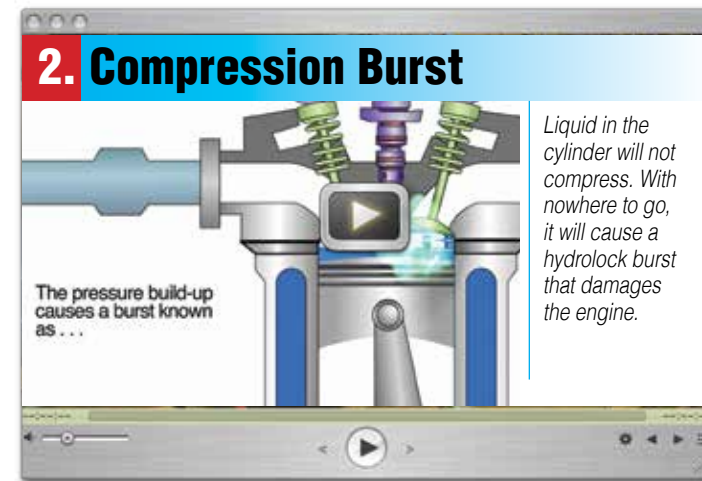 2. Compression Burst
Liquid in the
cylinder will not
compress. With
nowhere to go,
it will cause a
hydrolock burst
that damages
the engine.
The pressure build-up
causes a burst known
as . . .
--:--:--